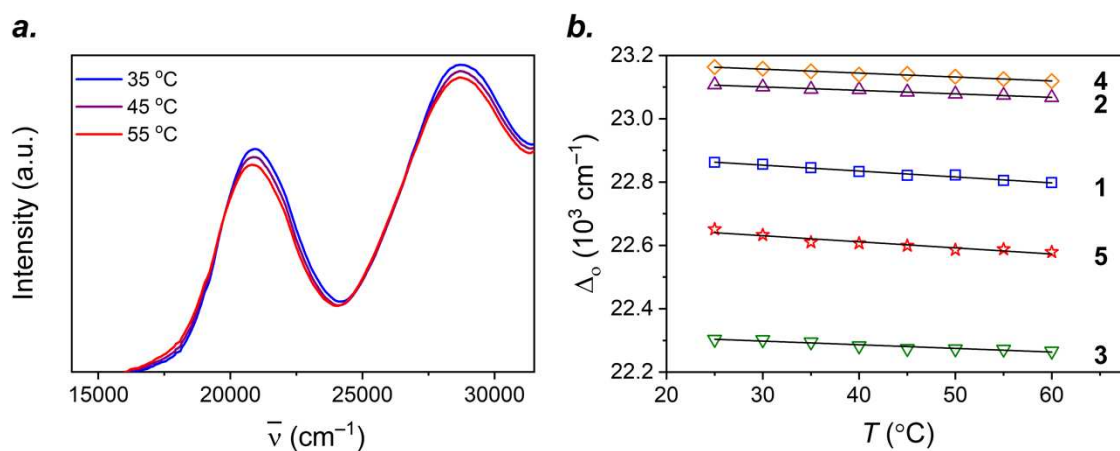 a.
35 °C
45 °C
55 °C
Intensity (a.u.)
15000 20000 25000 30000
ν̅ (cm⁻¹)
b.
23.2
23.0
22.8
22.6
22.4
22.2
Δₒ (10³ cm⁻¹)
4
2
1
5
3
20 30 40 50 60
T (°C)